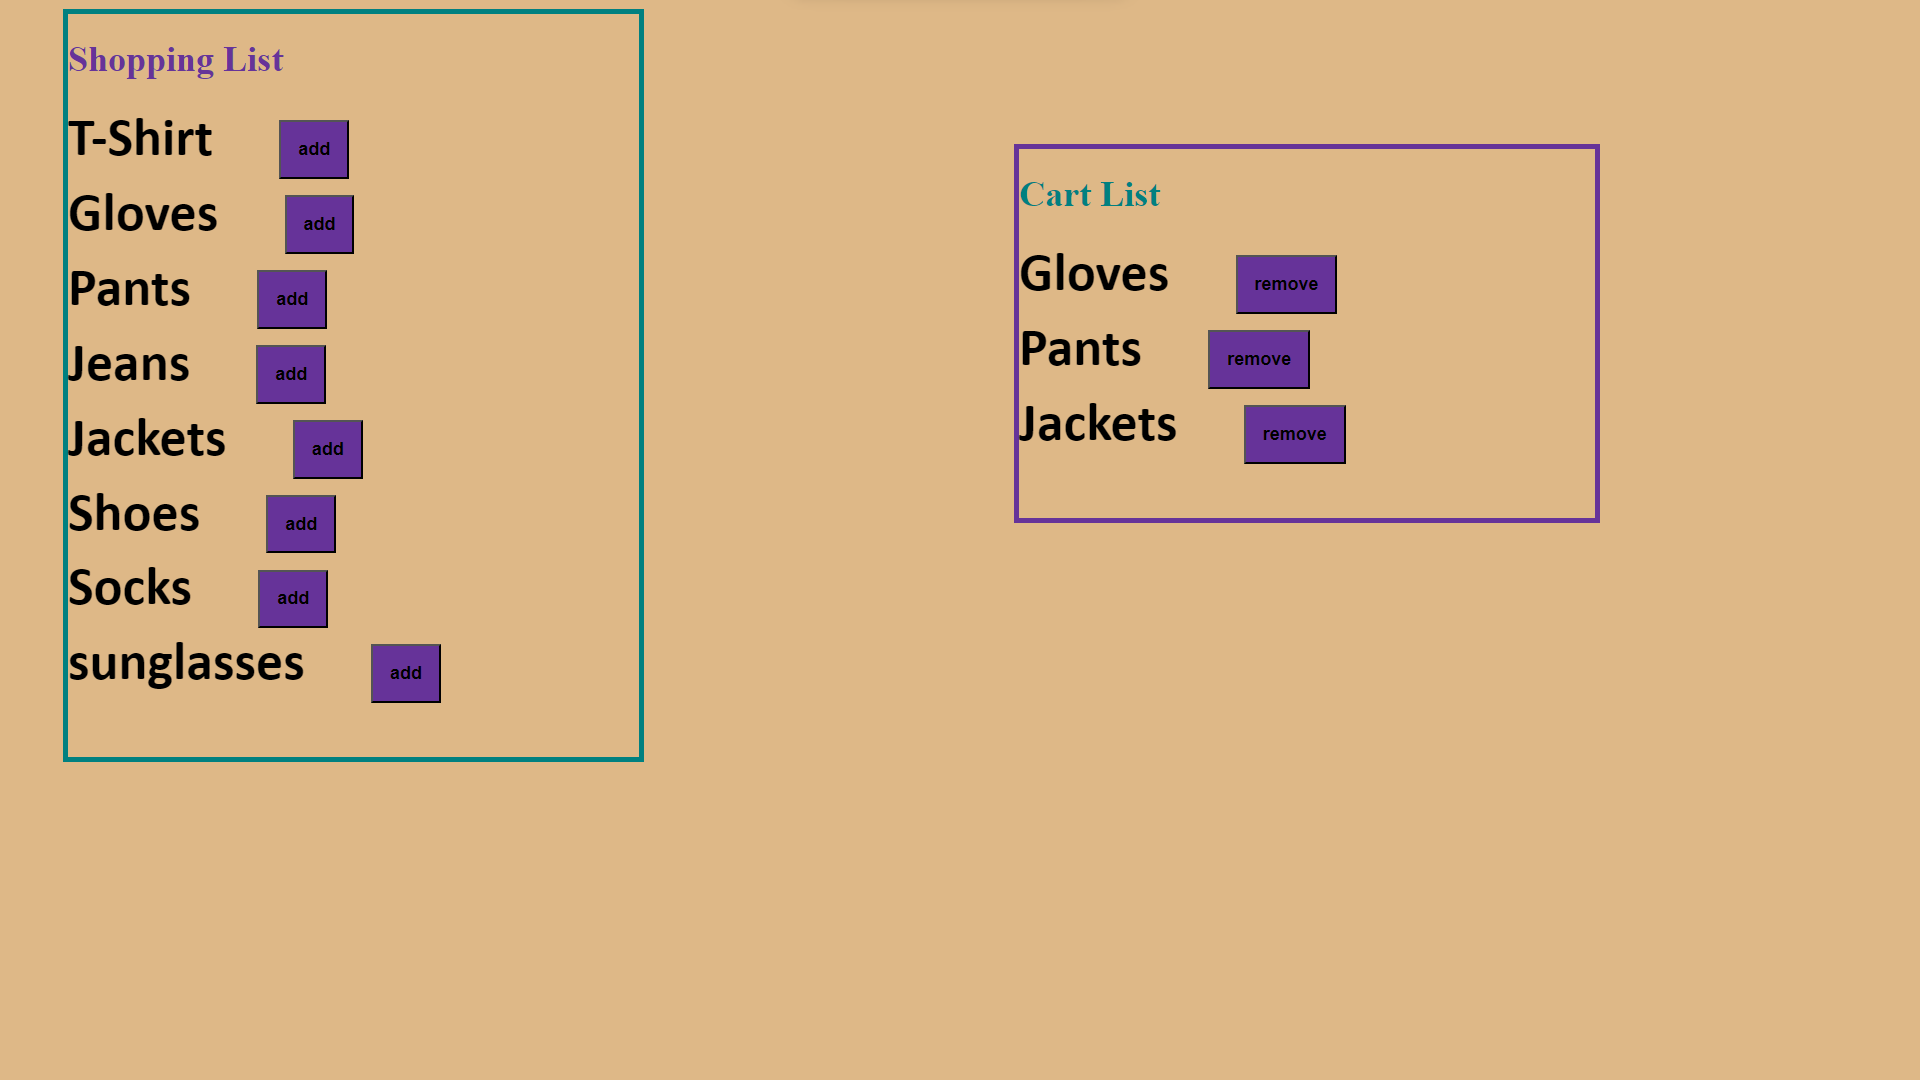 Shopping List
T-Shirt add
Gloves add
Pants add
Jeans add
Jackets add
Shoes add
Socks add
sunglasses add
Cart List
Gloves remove
Pants remove
Jackets remove